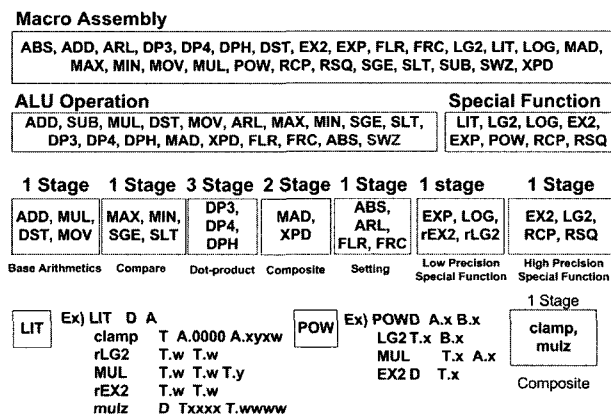 Macro Assembly
ABS, ADD, ARL, DP3, DP4, DPH, DST, EX2, EXP, FLR, FRC, LG2, LIT, LOG, MAD,
MAX, MIN, MOV, MUL, POW, RCP, RSQ, SGE, SLT, SUB, SWZ, XPD
ALU Operation
ADD, SUB, MUL, DST, MOV, ARL, MAX, MIN, SGE, SLT,
DP3, DP4, DPH, MAD, XPD, FLR, FRC, ABS, SWZ
Special Function
LIT, LG2, LOG, EX2,
EXP, POW, RCP, RSQ
1 Stage
ADD, MUL,
DST, MOV
Base Arithmetics
1 Stage
MAX, MIN,
SGE, SLT
Compare
3 Stage
DP3,
DP4,
DPH
Dot-product
2 Stage
MAD,
XPD
Composite
1 Stage
ABS,
ARL,
FLR, FRC
Setting
1 stage
EXP, LOG,
rEX2, rLG2
Low Precision
Special Function
1 Stage
EX2, LG2,
RCP, RSQ
High Precision
Special Function
LIT
Ex) LIT D A
clamp T A.0000 A.xyxw
rLG2 T.w T.w
MUL T.w T.w T.y
rEX2 T.w T.w
mulz D Txxxx T.wwww
POW
Ex) POWD A.x B.x
LG2 T.x B.x
MUL T.x A.x
EX2 D T.x
1 Stage
clamp,
mulz
Composite